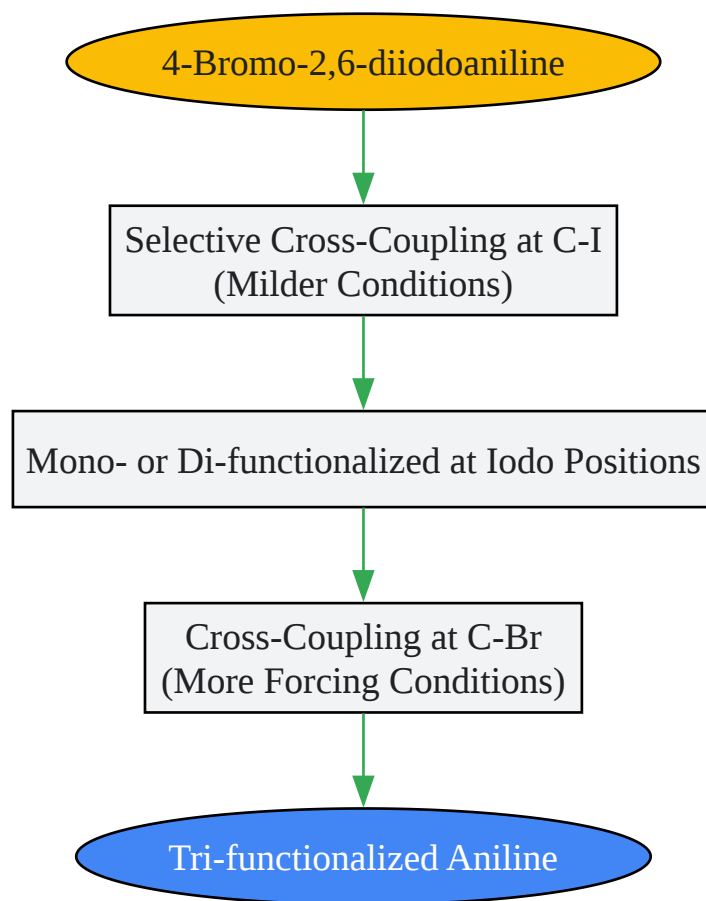 4-Bromo-2,6-diiodoaniline
Selective Cross-Coupling at C-I
(Milder Conditions)
Mono- or Di-functionalized at Iodo Positions
Cross-Coupling at C-Br
(More Forcing Conditions)
Tri-functionalized Aniline